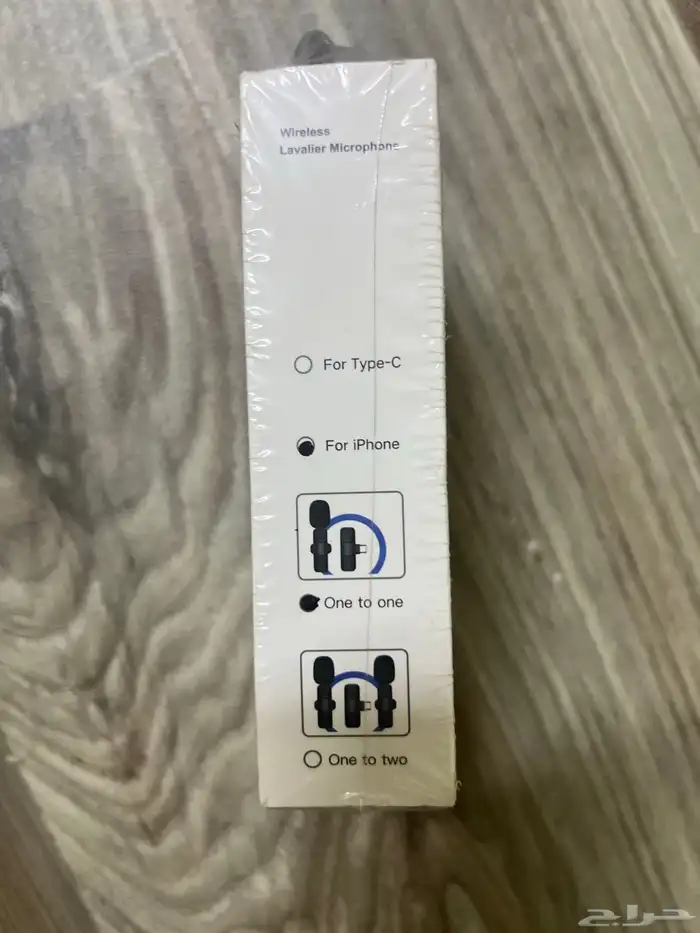 Wireless
Lavalier Microphone
For Type-C
For iPhone
One to one
One to two
حراج